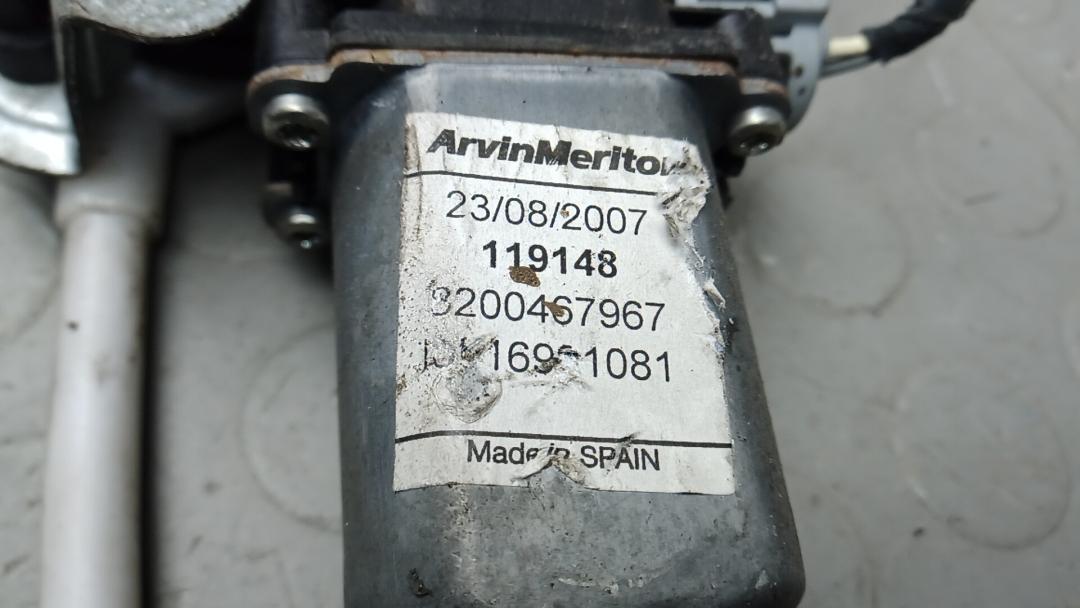 ArvinMeritor
23/08/2007
119148
8200467967
Made in SPAIN